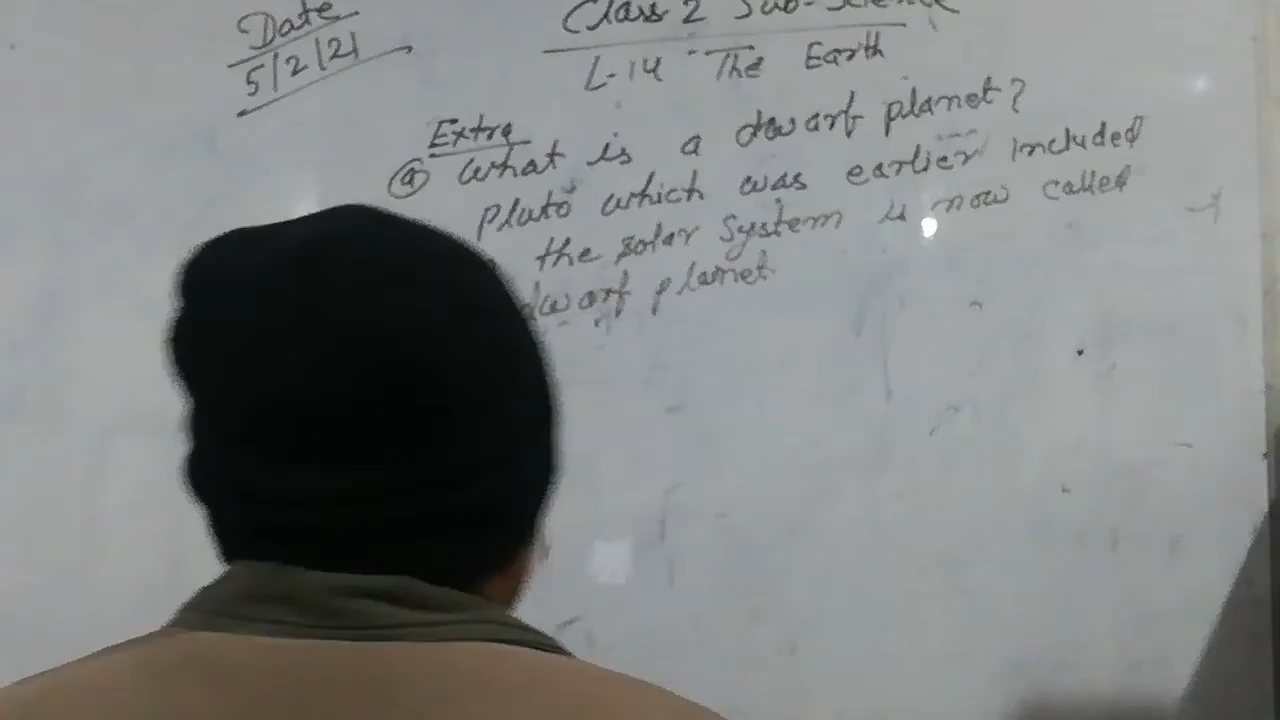 Date
5/2/21
Class 2 Sub-Science
L-14 The Earth
Extra
@ What is a dwarf planet?
Pluto which was earlier included
the solar system is now called
dwarf planet